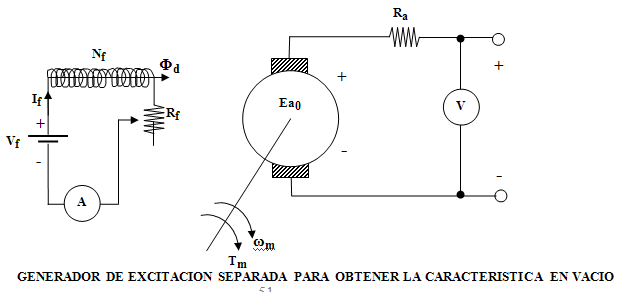 Nf
Φd
If
+
Vf
-
Rf
A
Ra
Ea0
+
-
V
+
-
ωm
Tm
GENERADOR DE EXCITACION SEPARADA PARA OBTENER LA CARACTERISTICA EN VACIO
51